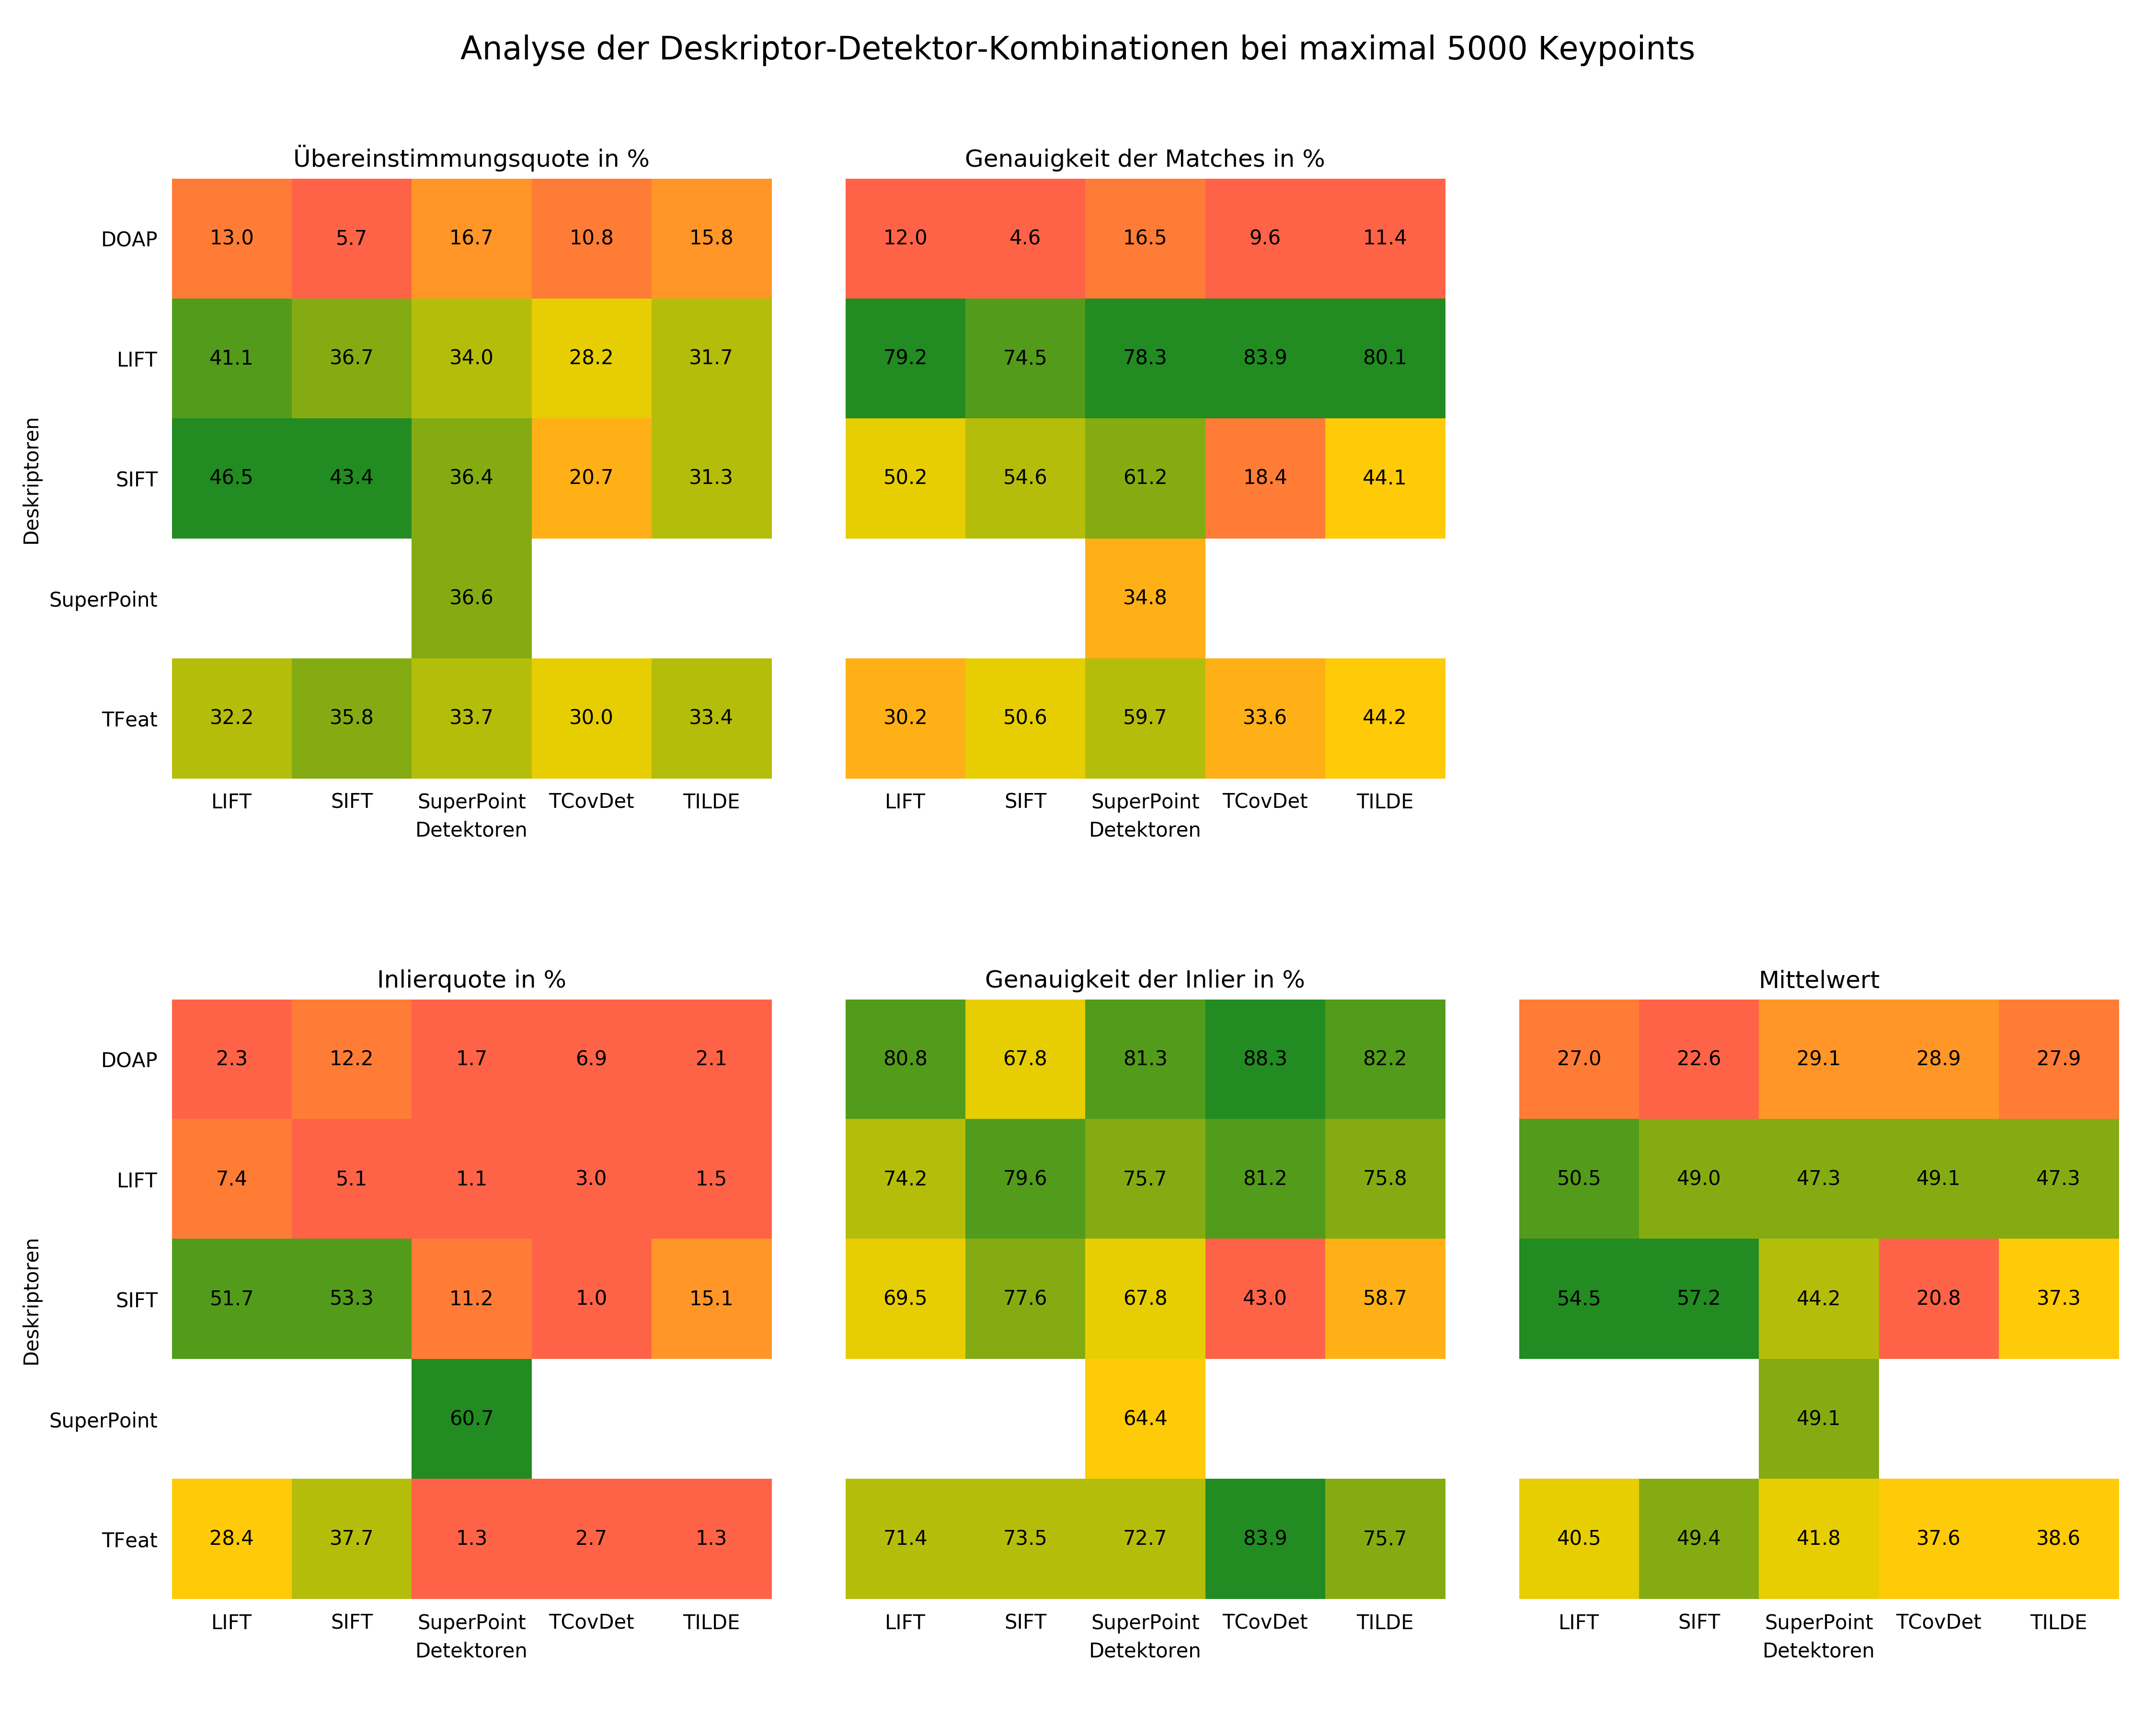 Analyse der Deskriptor-Detektor-Kombinationen bei maximal 5000 Keypoints
Übereinstimmungsquote in %
Deskriptoren
DOAP 13.0 5.7 16.7 10.8 15.8
LIFT 41.1 36.7 34.0 28.2 31.7
SIFT 46.5 43.4 36.4 20.7 31.3
SuperPoint 36.6
TFeat 32.2 35.8 33.7 30.0 33.4
LIFT SIFT SuperPoint TCovDet TILDE
Detektoren
Genauigkeit der Matches in %
12.0 4.6 16.5 9.6 11.4
79.2 74.5 78.3 83.9 80.1
50.2 54.6 61.2 18.4 44.1
34.8
30.2 50.6 59.7 33.6 44.2
LIFT SIFT SuperPoint TCovDet TILDE
Detektoren
Inlierquote in %
Deskriptoren
DOAP 2.3 12.2 1.7 6.9 2.1
LIFT 7.4 5.1 1.1 3.0 1.5
SIFT 51.7 53.3 11.2 1.0 15.1
SuperPoint 60.7
TFeat 28.4 37.7 1.3 2.7 1.3
LIFT SIFT SuperPoint TCovDet TILDE
Detektoren
Genauigkeit der Inlier in %
80.8 67.8 81.3 88.3 82.2
74.2 79.6 75.7 81.2 75.8
69.5 77.6 67.8 43.0 58.7
64.4
71.4 73.5 72.7 83.9 75.7
LIFT SIFT SuperPoint TCovDet TILDE
Detektoren
Mittelwert
27.0 22.6 29.1 28.9 27.9
50.5 49.0 47.3 49.1 47.3
54.5 57.2 44.2 20.8 37.3
49.1
40.5 49.4 41.8 37.6 38.6
LIFT SIFT SuperPoint TCovDet TILDE
Detektoren